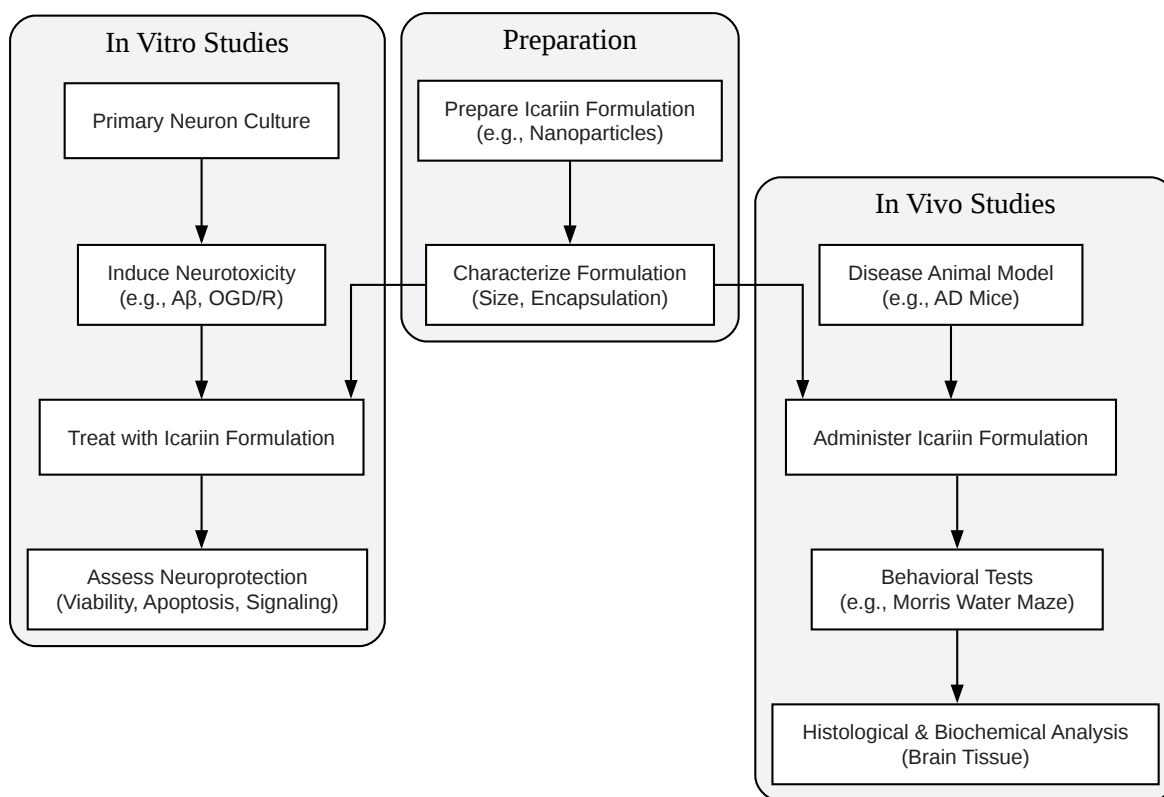 In Vitro Studies
Primary Neuron Culture
Induce Neurotoxicity
(e.g., Aβ, OGD/R)
Treat with Icariin Formulation
Assess Neuroprotection
(Viability, Apoptosis, Signaling)
Preparation
Prepare Icariin Formulation
(e.g., Nanoparticles)
Characterize Formulation
(Size, Encapsulation)
In Vivo Studies
Disease Animal Model
(e.g., AD Mice)
Administer Icariin Formulation
Behavioral Tests
(e.g., Morris Water Maze)
Histological & Biochemical Analysis
(Brain Tissue)